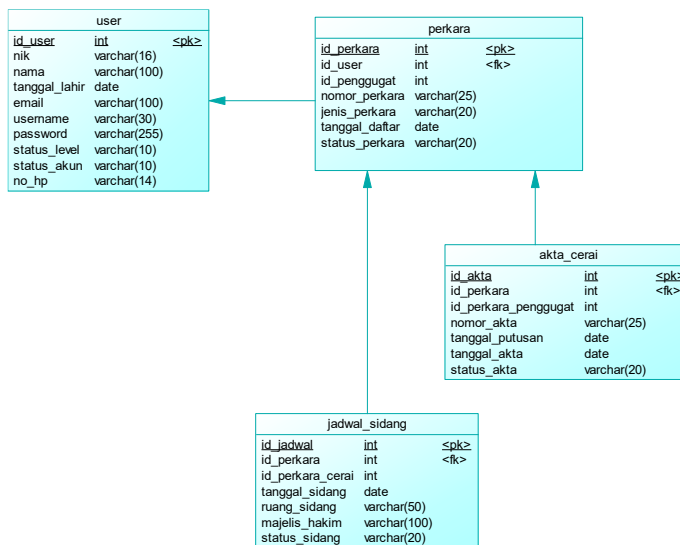 user
id_user int <pk>
nik varchar(16)
nama varchar(100)
tanggal_lahir date
email varchar(100)
username varchar(30)
password varchar(255)
status_level varchar(10)
status_akun varchar(10)
no_hp varchar(14)
perkara
id_perkara int <pk>
id_user int <fk>
id_penggugat int
nomor_perkara varchar(25)
jenis_perkara varchar(20)
tanggal_daftar date
status_perkara varchar(20)
akta_cerai
id_akta int <pk>
id_perkara int <fk>
id_perkara_penggugat int
nomor_akta varchar(25)
tanggal_putusan date
tanggal_akta date
status_akta varchar(20)
jadwal_sidang
id_jadwal int <pk>
id_perkara int <fk>
id_perkara_cerai int
tanggal_sidang date
ruang_sidang varchar(50)
majelis_hakim varchar(100)
status_sidang varchar(20)